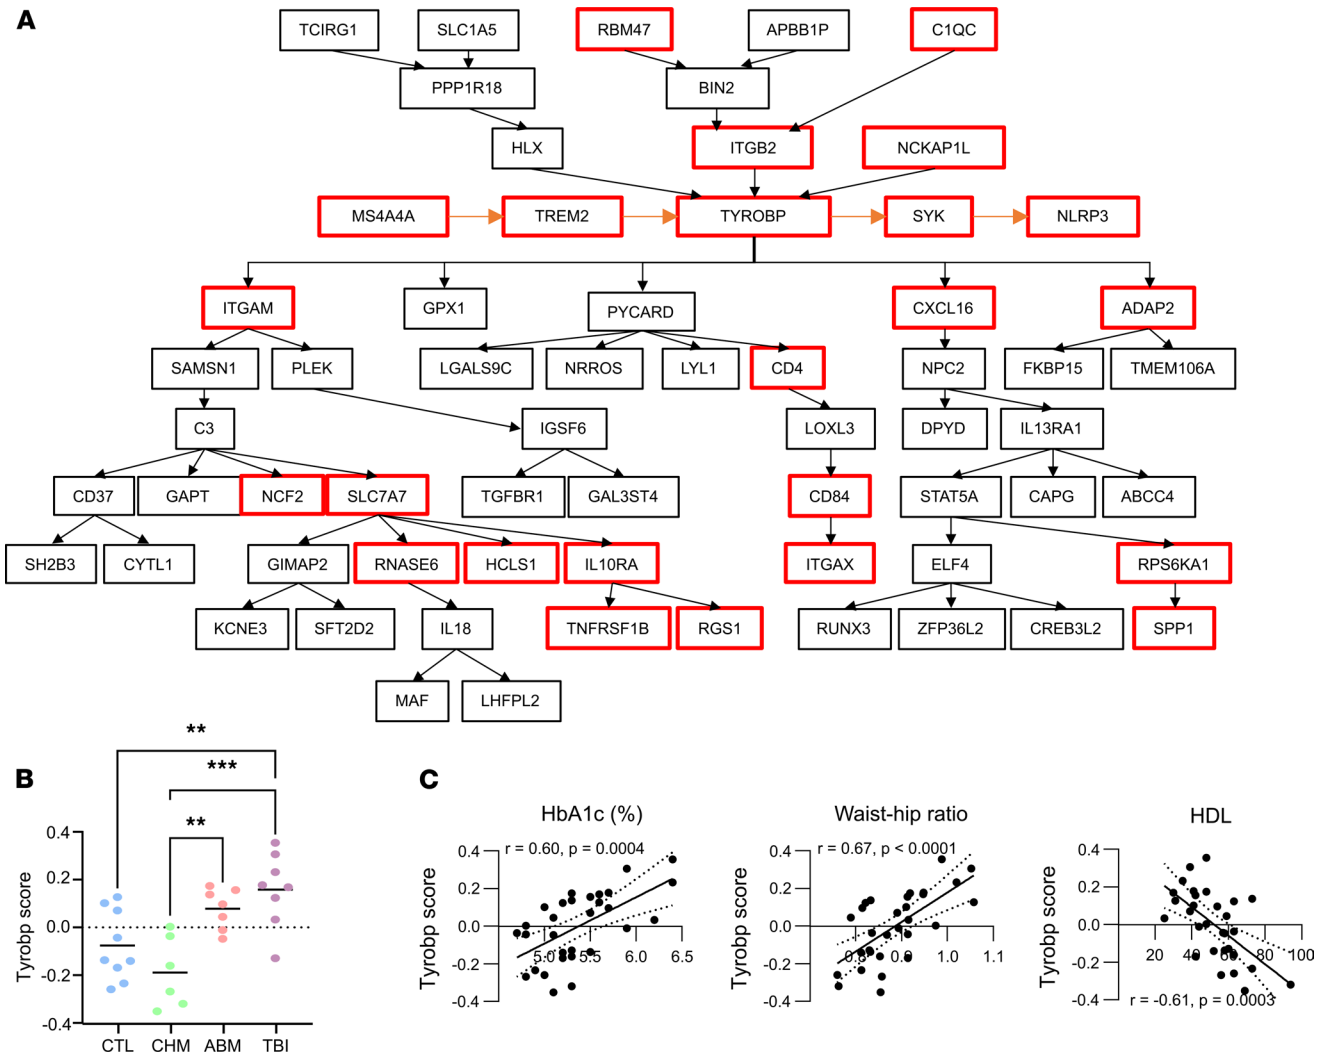 A
TCIRG1 SLC1A5 RBM47 APBB1P C1QC
PPP1R18 BIN2
HLX ITGB2 NCKAP1L
MS4A4A TREM2 TYROBP SYK NLRP3
ITGAM GPX1 PYCARD CXCL16 ADAP2
SAMSN1 PLEK LGALS9C NRROS LYL1 CD4 NPC2 FKBP15 TMEM106A
C3 IGSF6 LOXL3 DPYD IL13RA1
CD37 GAPT NCF2 SLC7A7 TGFBR1 GAL3ST4 CD84 STAT5A CAPG ABCC4
SH2B3 CYTL1 GIMAP2 RNASE6 HCLS1 IL10RA ITGAX ELF4 RPS6KA1
KCNE3 SFT2D2 IL18 TNFRSF1B RGS1 RUNX3 ZFP36L2 CREB3L2 SPP1
MAF LHFPL2
B
**
***
**
Tyrobp score
0.4
0.2
0.0
-0.2
-0.4
CTL CHM ABM TBI
C
HbA1c (%)
r = 0.60, p = 0.0004
Tyrobp score
0.4
0.2
0.0
-0.2
-0.4
5.0 5.5 6.0 6.5
Waist-hip ratio
r = 0.67, p < 0.0001
Tyrobp score
0.4
0.2
0.0
-0.2
-0.4
0.8 0.9 1.0 1.1
HDL
Tyrobp score
0.4
0.2
0.0
-0.2
-0.4
20 40 60 80 100
r = -0.61, p = 0.0003